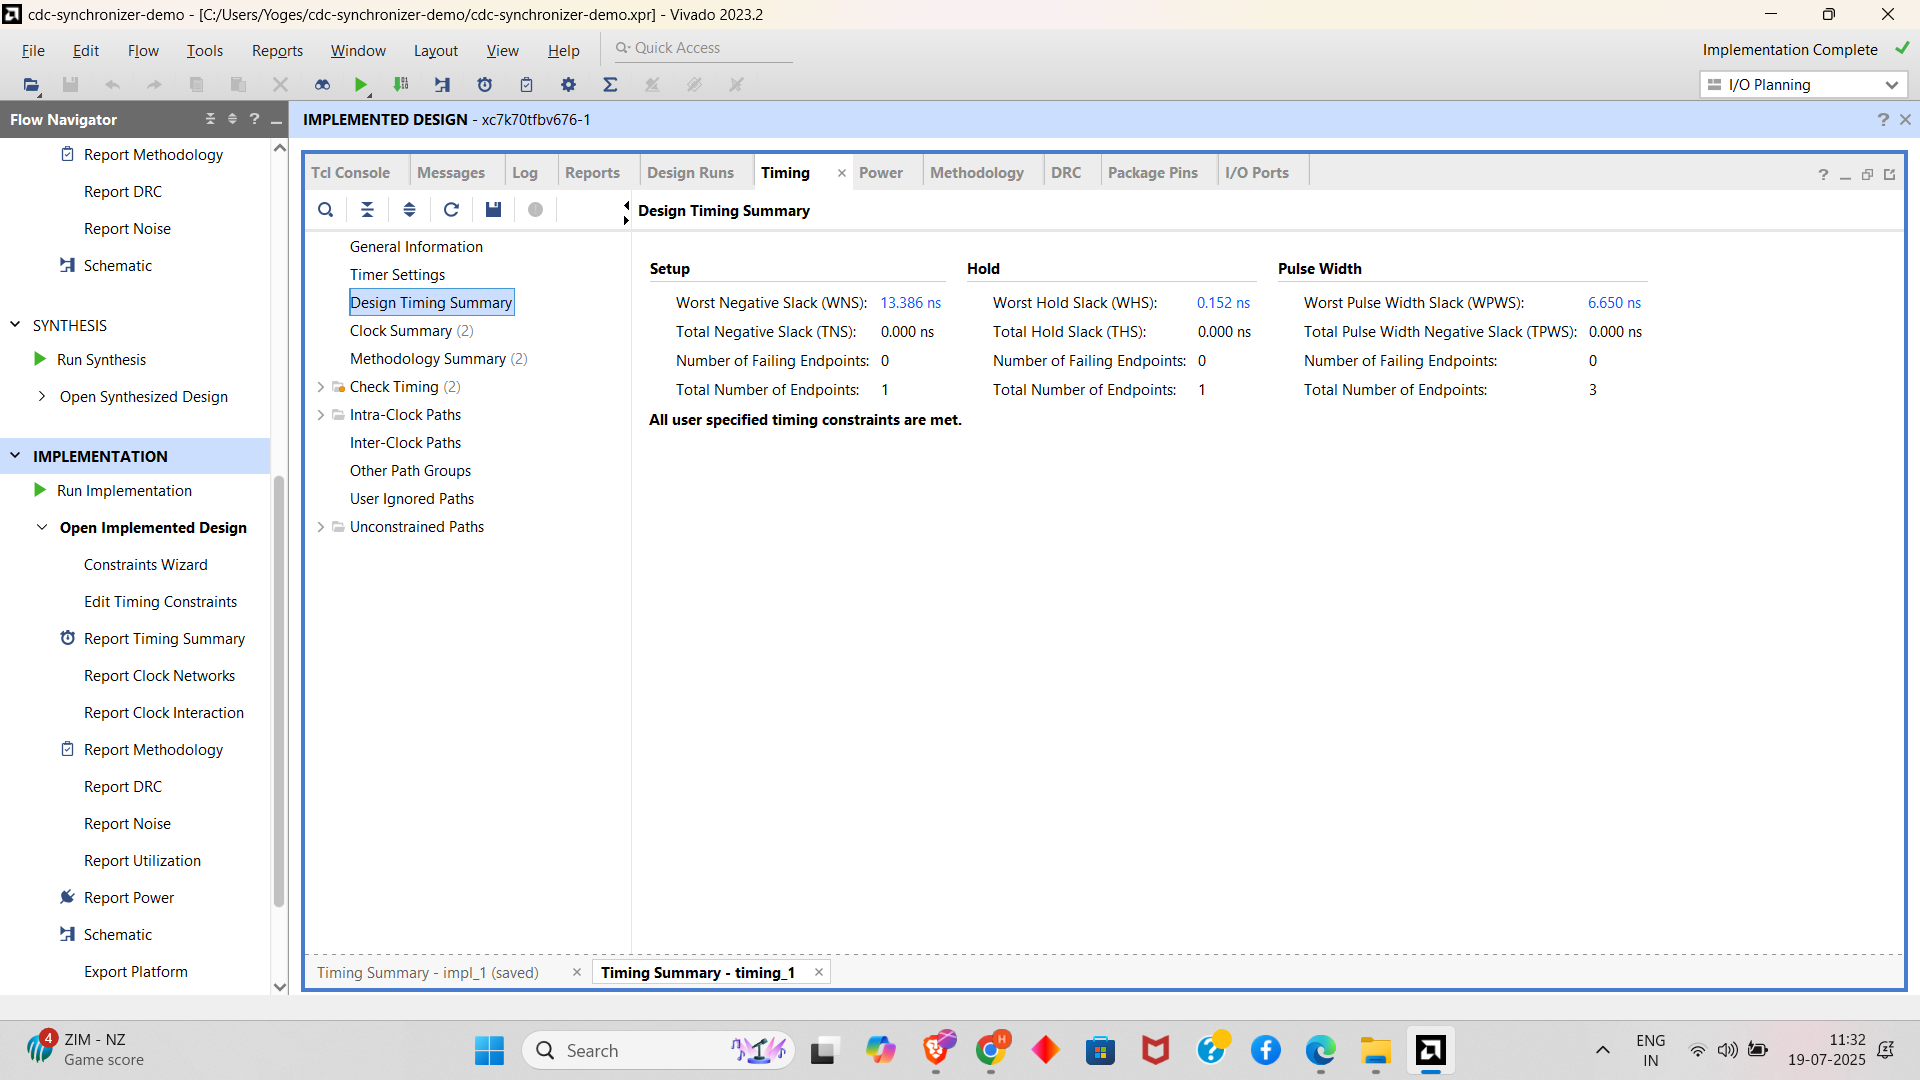 cdc-synchronizer-demo - [C:/Users/Yoges/cdc-synchronizer-demo/cdc-synchronizer-demo.xpr] - Vivado 2023.2
File Edit Flow Tools Reports Window Layout View Help Quick Access
Implementation Complete
I/O Planning
Flow Navigator
IMPLEMENTED DESIGN - xc7k70tfbv676-1
Report Methodology
Report DRC
Report Noise
Schematic
SYNTHESIS
Run Synthesis
Open Synthesized Design
IMPLEMENTATION
Run Implementation
Open Implemented Design
Constraints Wizard
Edit Timing Constraints
Report Timing Summary
Report Clock Networks
Report Clock Interaction
Report Methodology
Report DRC
Report Noise
Report Utilization
Report Power
Schematic
Export Platform
Tcl Console Messages Log Reports Design Runs Timing Power Methodology DRC Package Pins I/O Ports
Design Timing Summary
General Information
Timer Settings
Design Timing Summary
Clock Summary (2)
Methodology Summary (2)
Check Timing (2)
Intra-Clock Paths
Inter-Clock Paths
Other Path Groups
User Ignored Paths
Unconstrained Paths
Setup
Worst Negative Slack (WNS): 13.386 ns
Total Negative Slack (TNS): 0.000 ns
Number of Failing Endpoints: 0
Total Number of Endpoints: 1
Hold
Worst Hold Slack (WHS): 0.152 ns
Total Hold Slack (THS): 0.000 ns
Number of Failing Endpoints: 0
Total Number of Endpoints: 1
Pulse Width
Worst Pulse Width Slack (WPWS): 6.650 ns
Total Pulse Width Negative Slack (TPWS): 0.000 ns
Number of Failing Endpoints: 0
Total Number of Endpoints: 3
All user specified timing constraints are met.
Timing Summary - impl_1 (saved) Timing Summary - timing_1
4
ZIM - NZ
Game score
Search
H
ENG
IN
11:32
19-07-2025